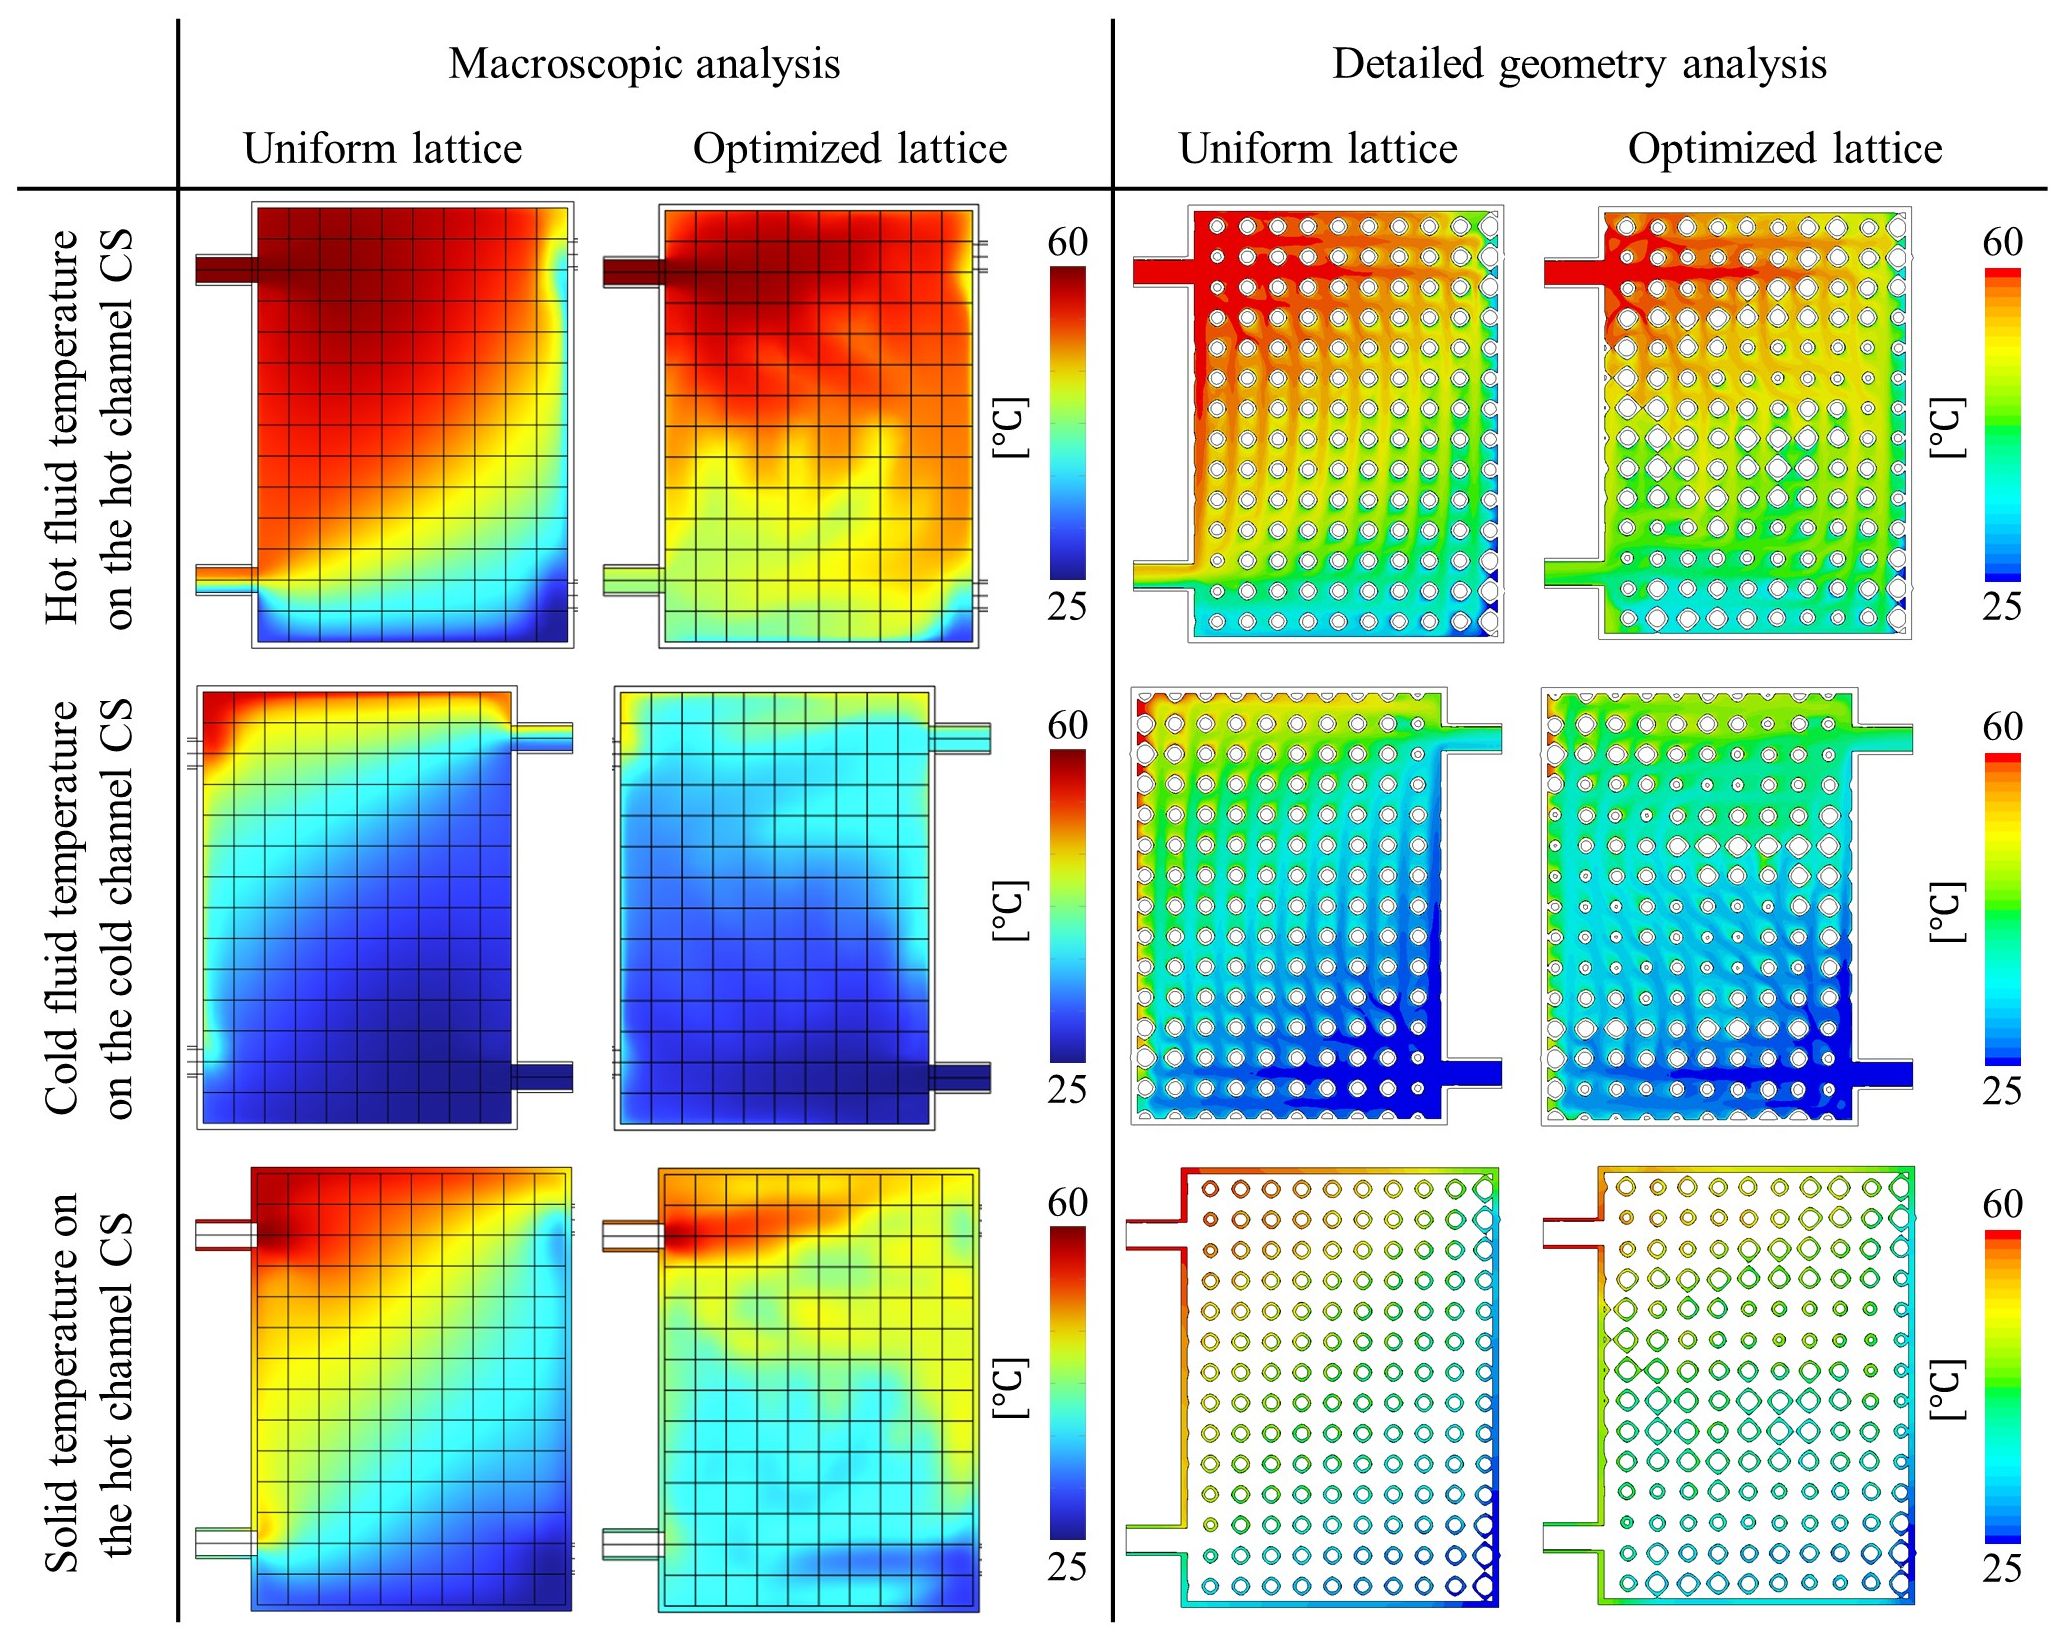 Macroscopic analysis
Detailed geometry analysis
Uniform lattice
Optimized lattice
Uniform lattice
Optimized lattice
Hot fluid temperature
on the hot channel CS
60
[°C]
25
60
[°C]
25
Cold fluid temperature
on the cold channel CS
60
[°C]
25
60
[°C]
25
Solid temperature on
the hot channel CS
60
[°C]
25
60
[°C]
25